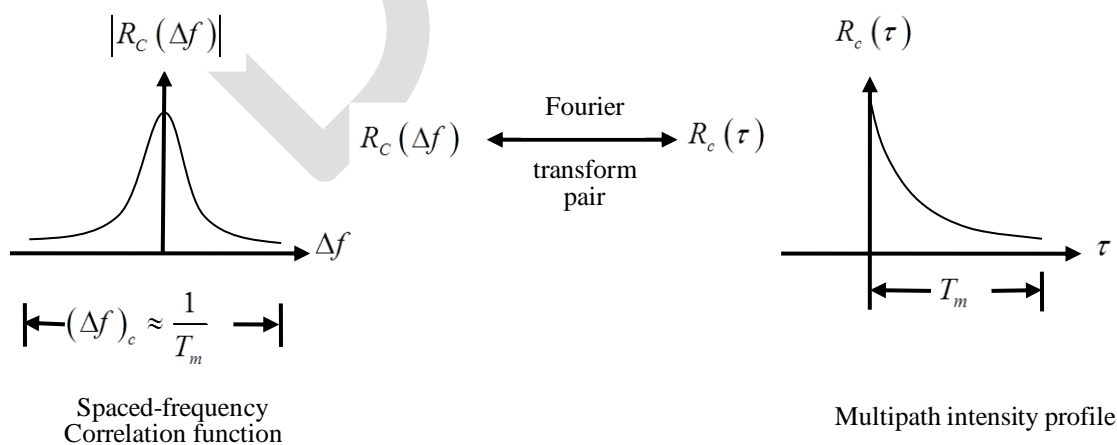 |R_C (Δf)|
Δf
(Δf)_c ≈ 1/T_m
Spaced-frequency
Correlation function
R_C (Δf)
Fourier
transform
pair
R_c (τ)
R_c (τ)
τ
T_m
Multipath intensity profile